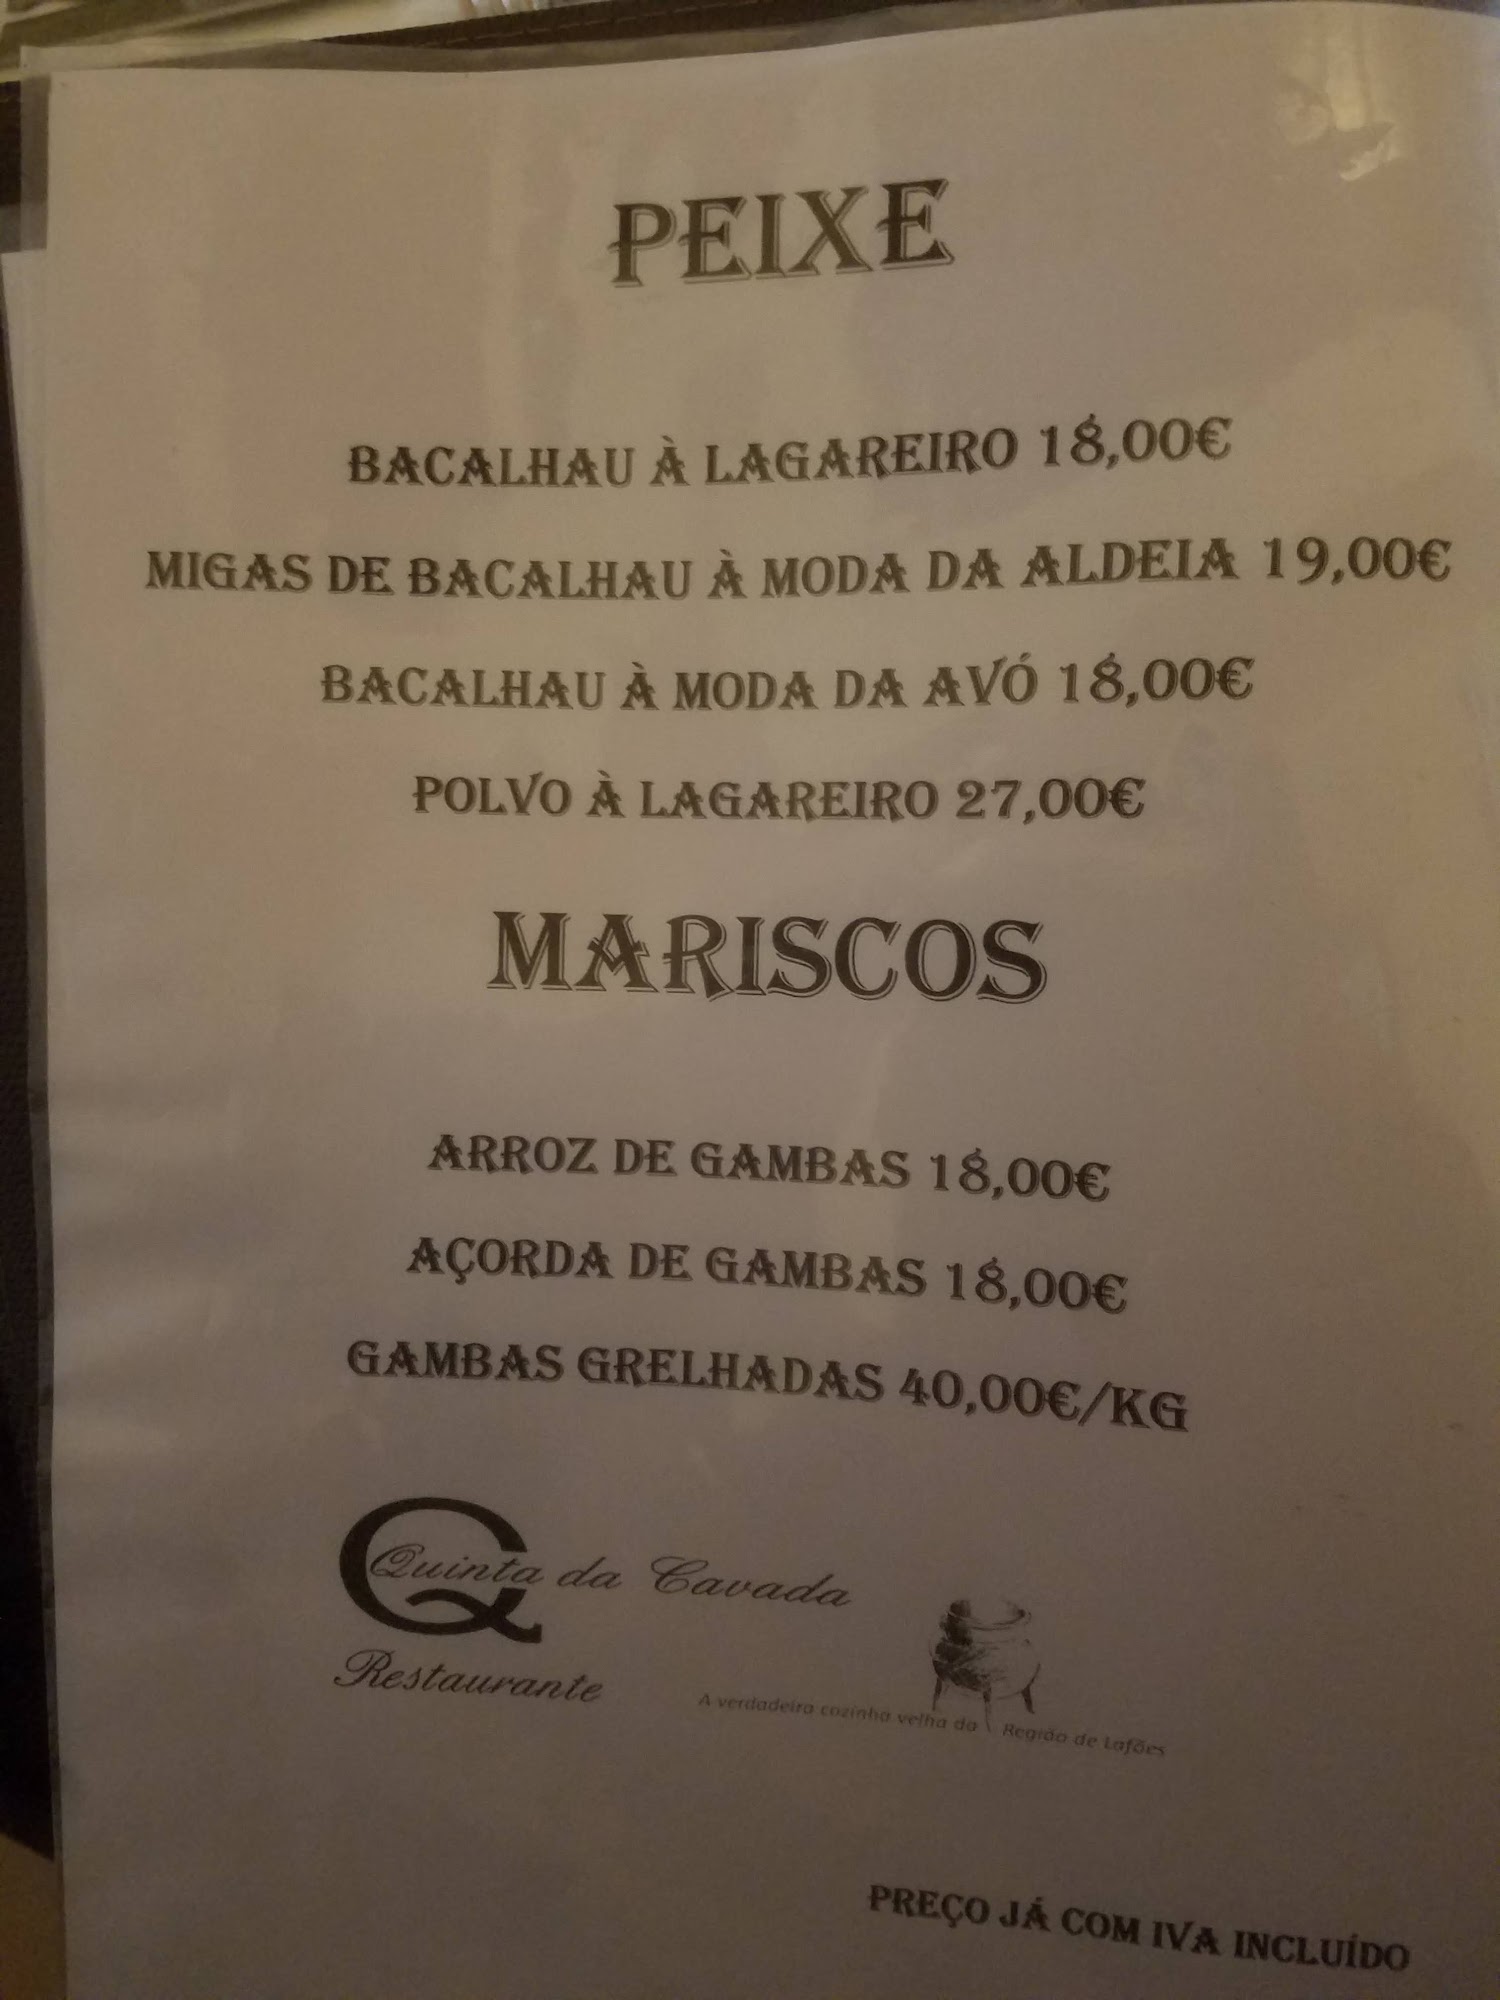 PEIXE
BACALHAU À LAGAREIRO 18,00€
MIGAS DE BACALHAU À MODA DA ALDEIA 19,00€
BACALHAU À MODA DA AVÓ 18,00€
POLVO À LAGAREIRO 27,00€
MARISCOS
ARROZ DE GAMBAS 18,00€
AÇORDA DE GAMBAS 18,00€
GAMBAS GRELHADAS 40,00€/KG
Q
Quinta da Cavada
Restaurante
A verdadeira cozinha velha da Região de Lafões
PREÇO JÁ COM IVA INCLUÍDO